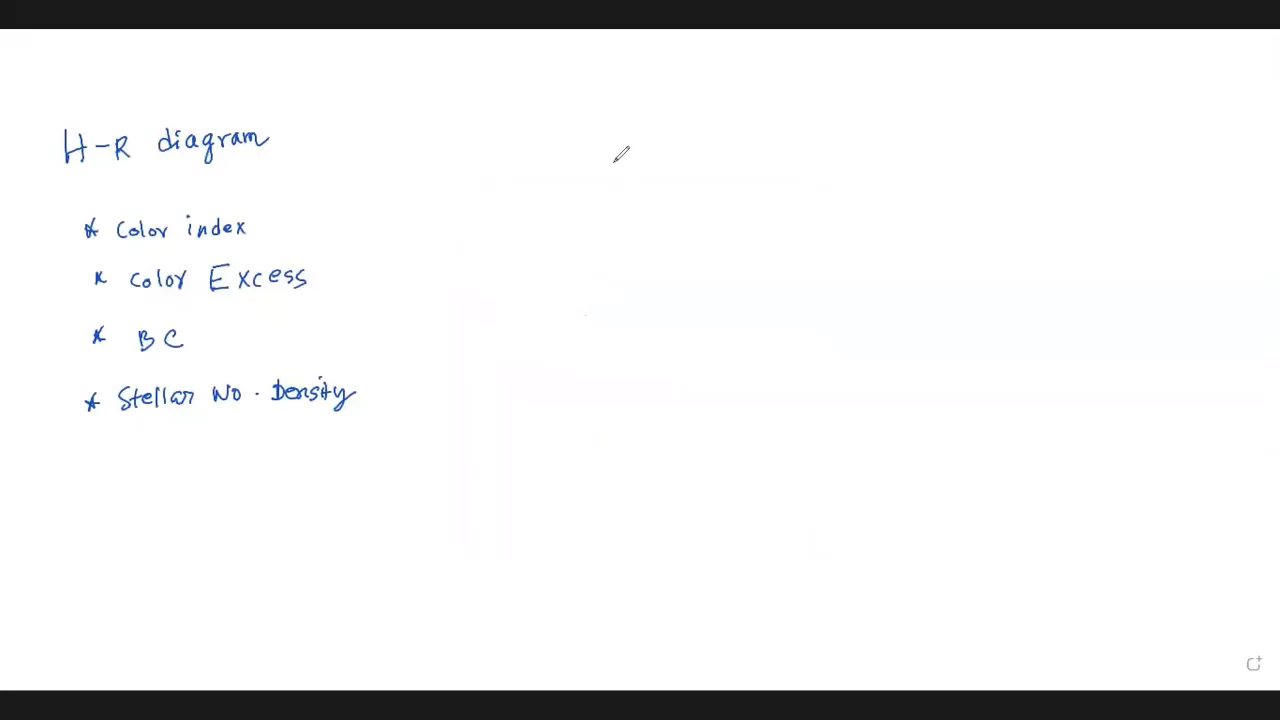 H-R diagram
* Color index
* Color Excess
* BC
* Stellar No. Density